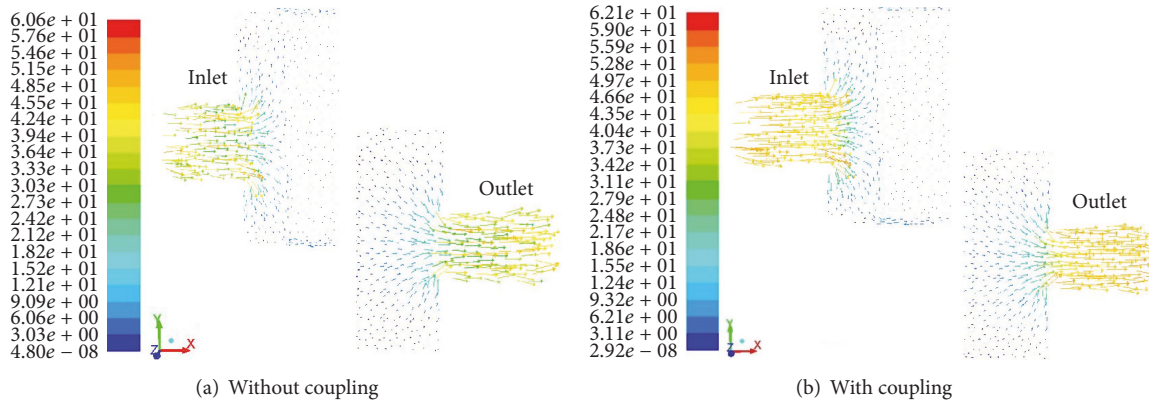 6.06e + 01
5.76e + 01
5.46e + 01
5.15e + 01
4.85e + 01
4.55e + 01
4.24e + 01
3.94e + 01
3.64e + 01
3.33e + 01
3.03e + 01
2.73e + 01
2.42e + 01
2.12e + 01
1.82e + 01
1.52e + 01
1.21e + 01
9.09e + 00
6.06e + 00
3.03e + 00
4.80e − 08
Inlet
Outlet
Y
Z
X
(a) Without coupling
6.21e + 01
5.90e + 01
5.59e + 01
5.28e + 01
4.97e + 01
4.66e + 01
4.35e + 01
4.04e + 01
3.73e + 01
3.42e + 01
3.11e + 01
2.79e + 01
2.48e + 01
2.17e + 01
1.86e + 01
1.55e + 01
1.24e + 01
9.32e + 00
6.21e + 00
3.11e + 00
2.92e − 08
Inlet
Outlet
Y
Z
X
(b) With coupling